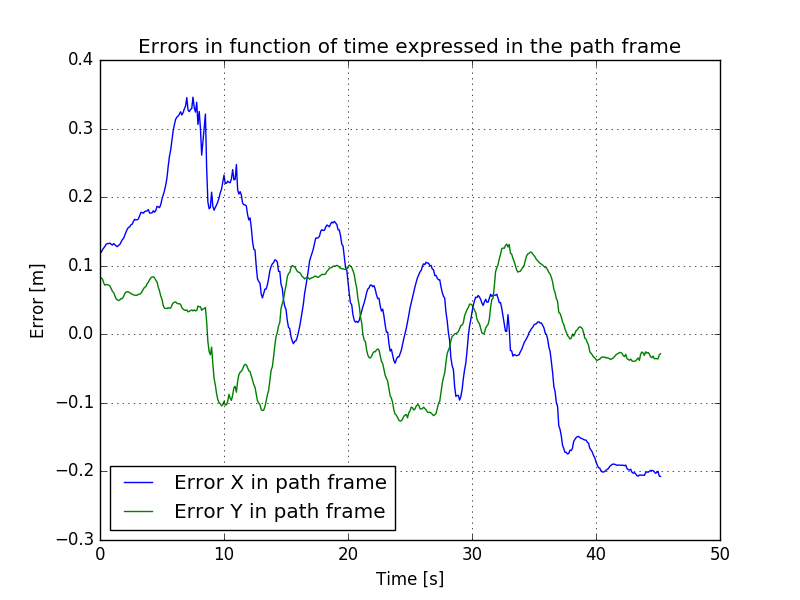 Errors in function of time expressed in the path frame
0.4
0.3
0.2
0.1
0.0
−0.1
−0.2
−0.3
Error [m]
Error X in path frame
Error Y in path frame
0 10 20 30 40 50
Time [s]